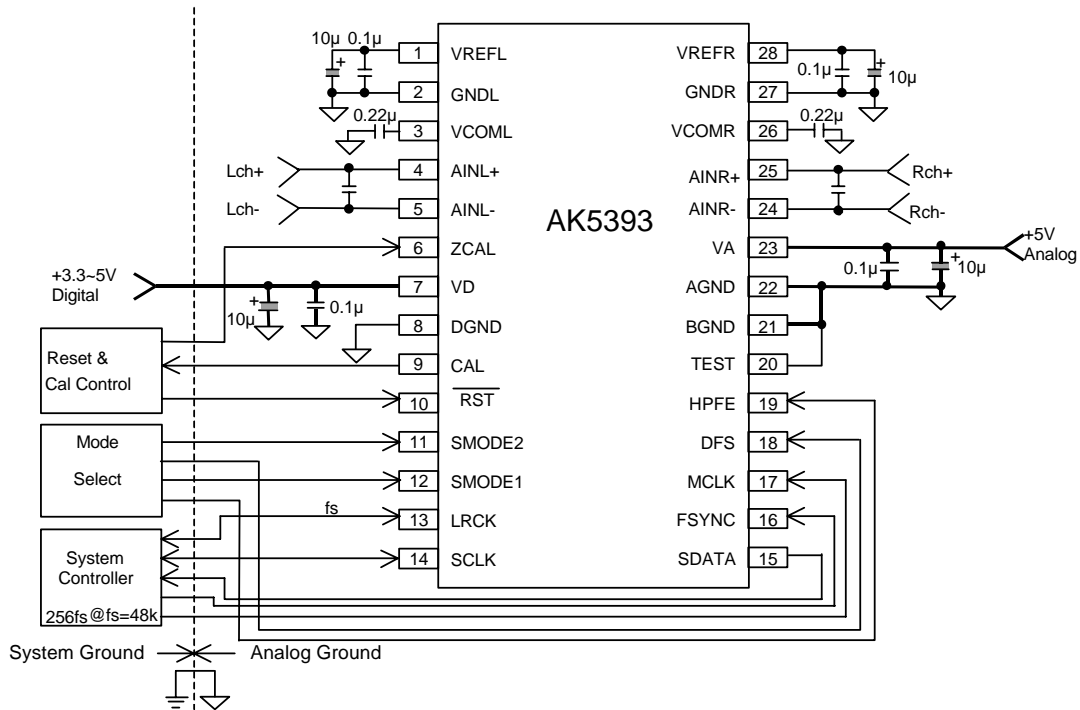 10µ 0.1µ
+
1 VREFL
2 GNDL
0.22µ
3 VCOML
Lch+
4 AINL+
Lch-
5 AINL-
6 ZCAL
+3.3~5V
Digital
7 VD
+
10µ
0.1µ
8 DGND
Reset &
Cal Control
9 CAL
10 RST
Mode
Select
11 SMODE2
12 SMODE1
fs
13 LRCK
System
Controller
256fs@fs=48k
14 SCLK
AK5393
VREFR 28
0.1µ
+
10µ
GNDR 27
0.22µ
VCOMR 26
AINR+ 25
Rch+
AINR- 24
Rch-
VA 23
+5V
Analog
0.1µ
+
10µ
AGND 22
BGND 21
TEST 20
HPFE 19
DFS 18
MCLK 17
FSYNC 16
SDATA 15
System Ground
Analog Ground